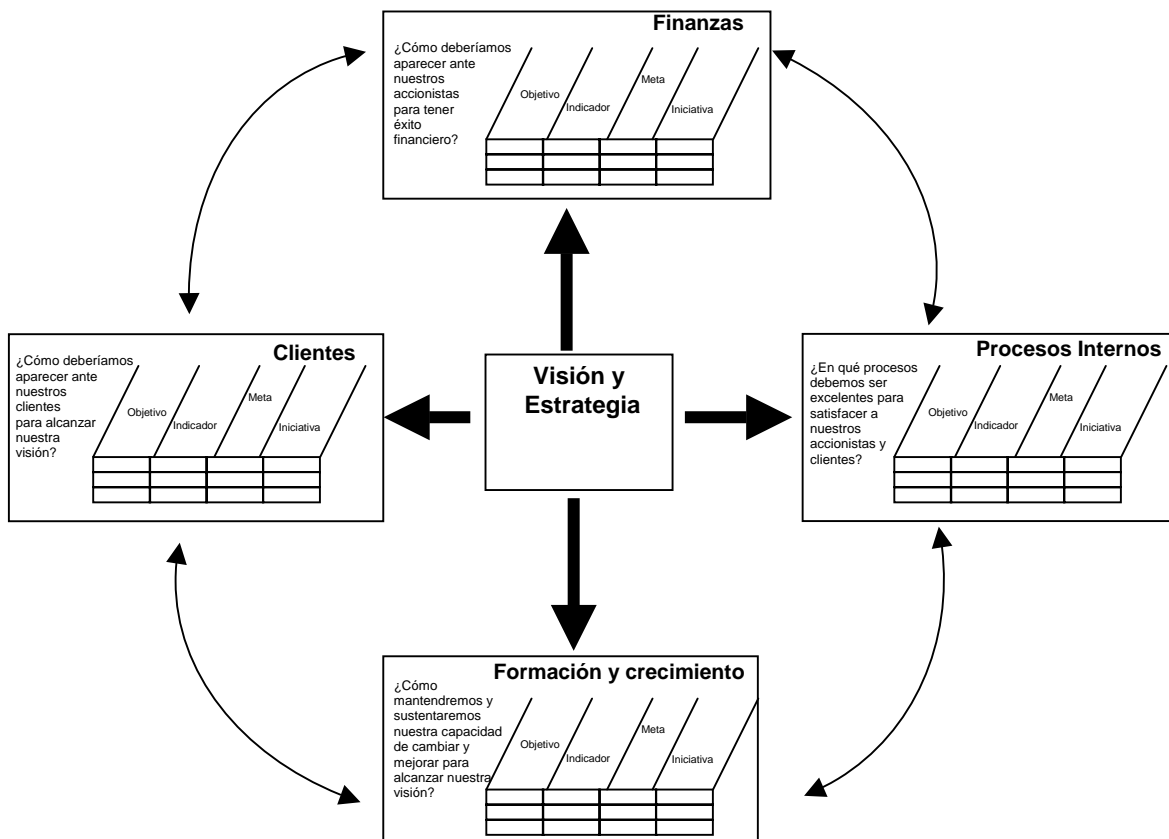 Finanzas
¿Cómo deberíamos
aparecer ante
nuestros
accionistas
para tener
éxito
financiero?
Objetivo
Indicador
Meta
Iniciativa
Clientes
¿Cómo deberíamos
aparecer ante
nuestros
clientes
para alcanzar
nuestra
visión?
Objetivo
Indicador
Meta
Iniciativa
Visión y
Estrategia
Procesos Internos
¿En qué procesos
debemos ser
excelentes para
satisfacer a
nuestros
accionistas y
clientes?
Objetivo
Indicador
Meta
Iniciativa
Formación y crecimiento
¿Cómo
mantendremos y
sustentaremos
nuestra capacidad
de cambiar y
mejorar para
alcanzar nuestra
visión?
Objetivo
Indicador
Meta
Iniciativa